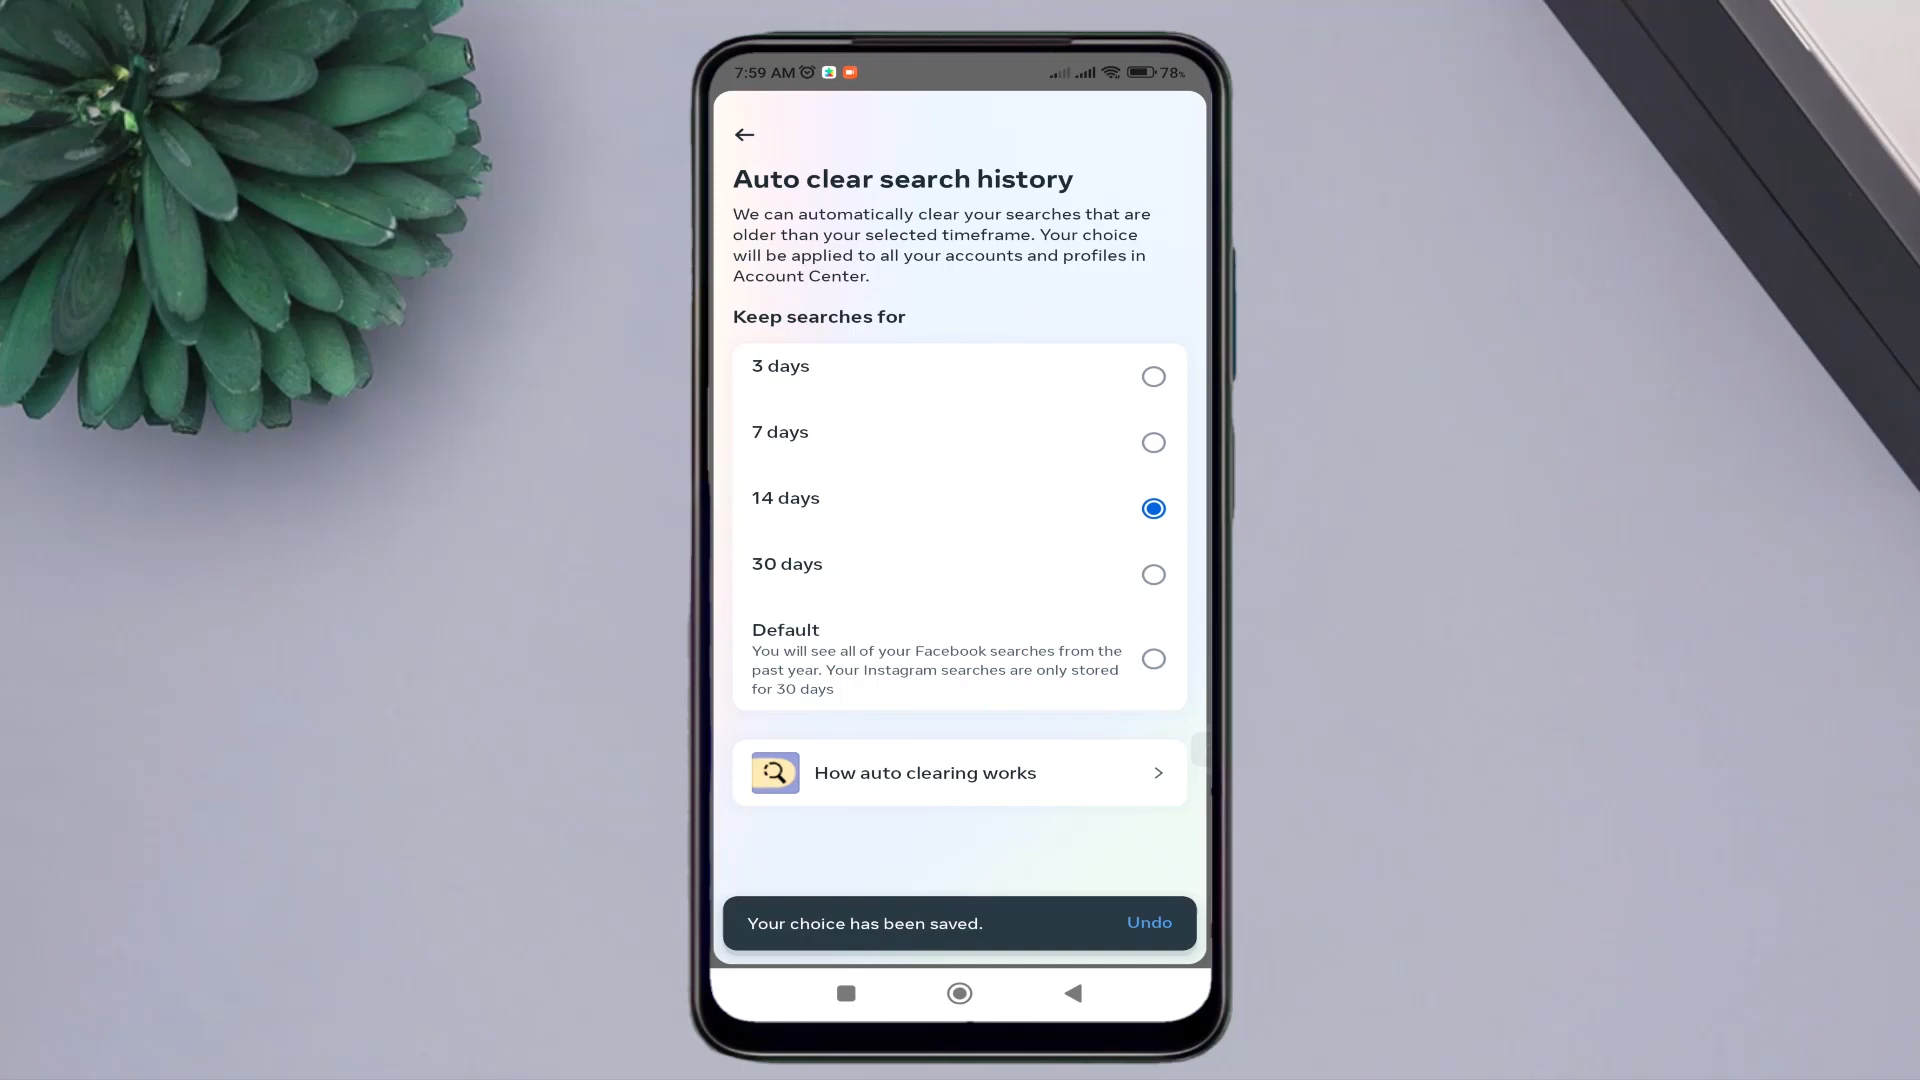 7:59 AM 78%
Auto clear search history
We can automatically clear your searches that are
older than your selected timeframe. Your choice
will be applied to all your accounts and profiles in
Account Center.
Keep searches for
3 days
7 days
14 days
30 days
Default
You will see all of your Facebook searches from the
past year. Your Instagram searches are only stored
for 30 days
How auto clearing works
Your choice has been saved. Undo